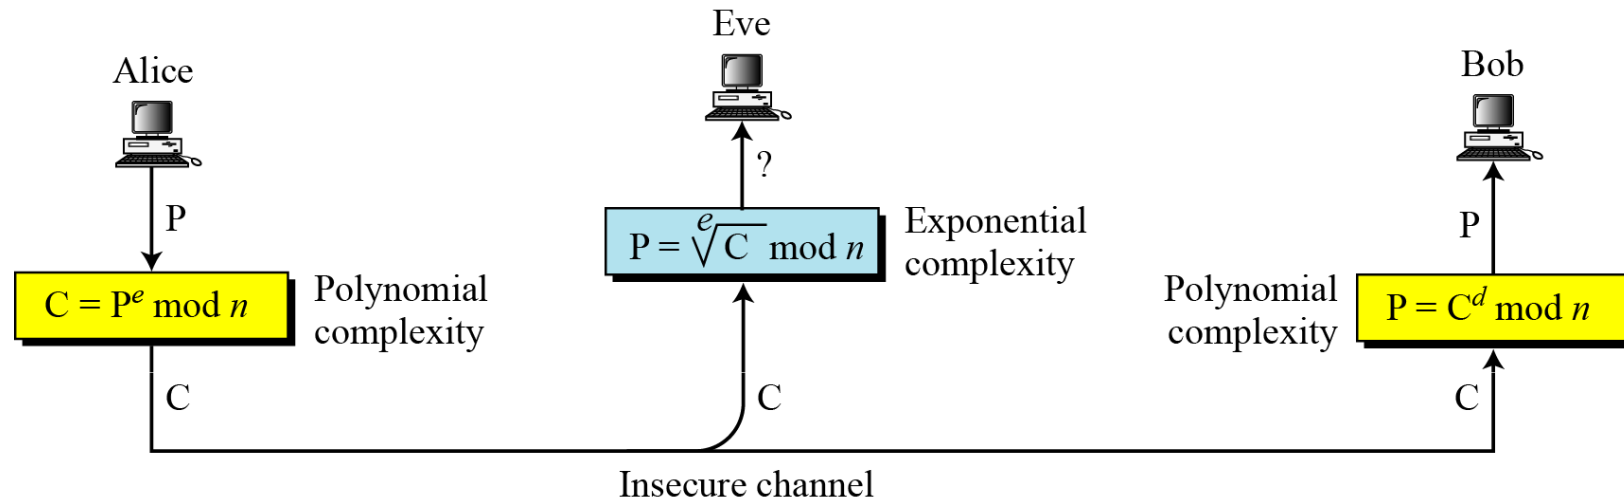 Eve
Alice
Bob
P
?
P
P = ᵉ√C mod n
Exponential
complexity
C = Pᵉ mod n
Polynomial
complexity
Polynomial
complexity
P = Cᵈ mod n
C
C
C
Insecure channel